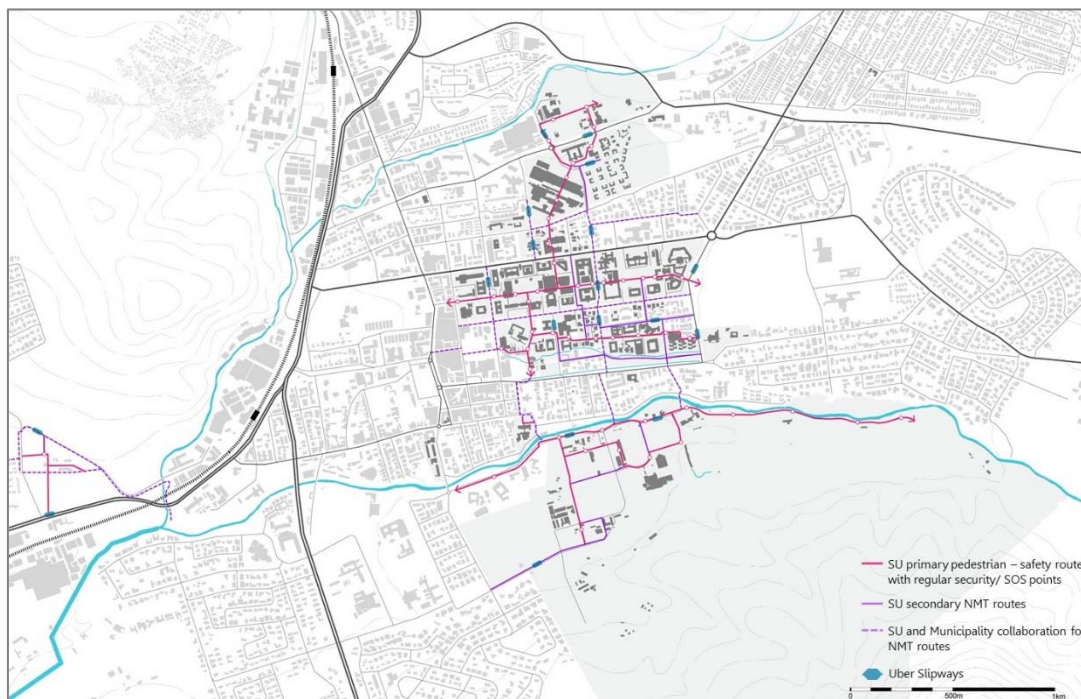 SU primary pedestrian – safety route
with regular security/ SOS points
SU secondary NMT routes
SU and Municipality collaboration fo
NMT routes
Uber Slipways
0 500m 1km